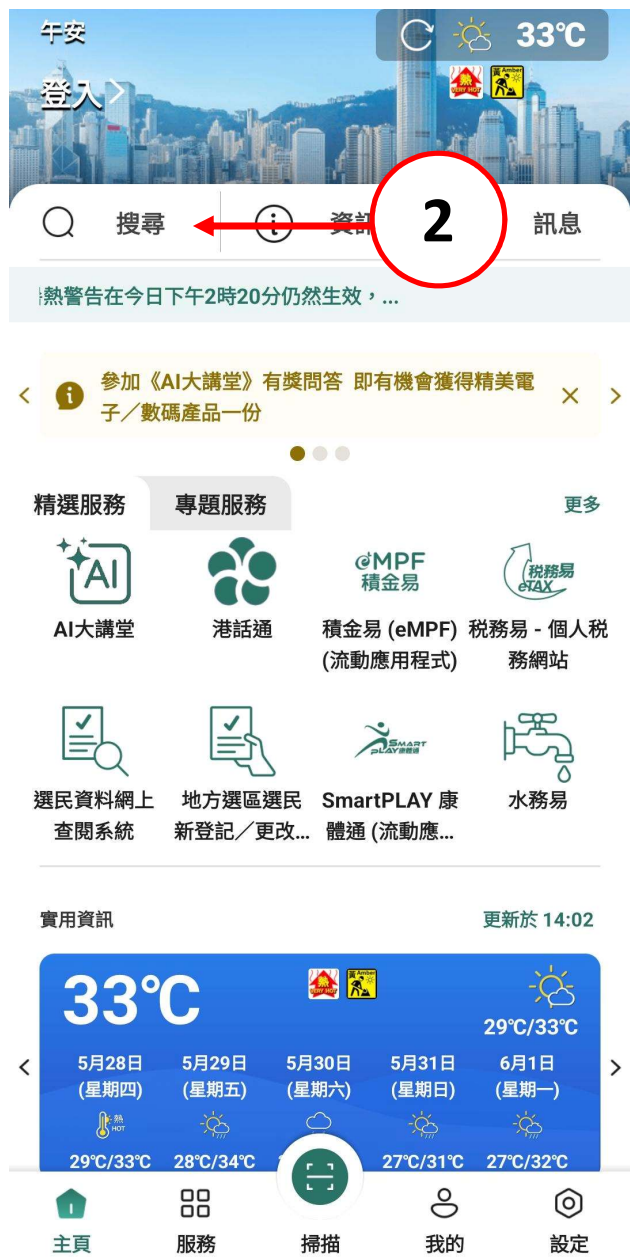 午安
33°C
登入
VERY HOT
黃 Amber
搜尋
資訊
2
訊息
熱警告在今日下午2時20分仍然生效，...
參加《AI大講堂》有獎問答 即有機會獲得精美電
子／數碼產品一份
精選服務
專題服務
更多
AI
eMPF
積金易
稅務易
eTAX
AI大講堂
港話通
積金易 (eMPF)
(流動應用程式)
稅務易 - 個人稅
務網站
SMART
PLAY 康體通
選民資料網上
查閱系統
地方選區選民
新登記／更改...
SmartPLAY 康
體通 (流動應...
水務易
實用資訊
更新於 14:02
33°C
VERY HOT
黃 Amber
29°C/33°C
5月28日
(星期四)
5月29日
(星期五)
5月30日
(星期六)
5月31日
(星期日)
6月1日
(星期一)
熱
HOT
29°C/33°C
28°C/34°C
27°C/31°C
27°C/32°C
主頁
服務
掃描
我的
設定